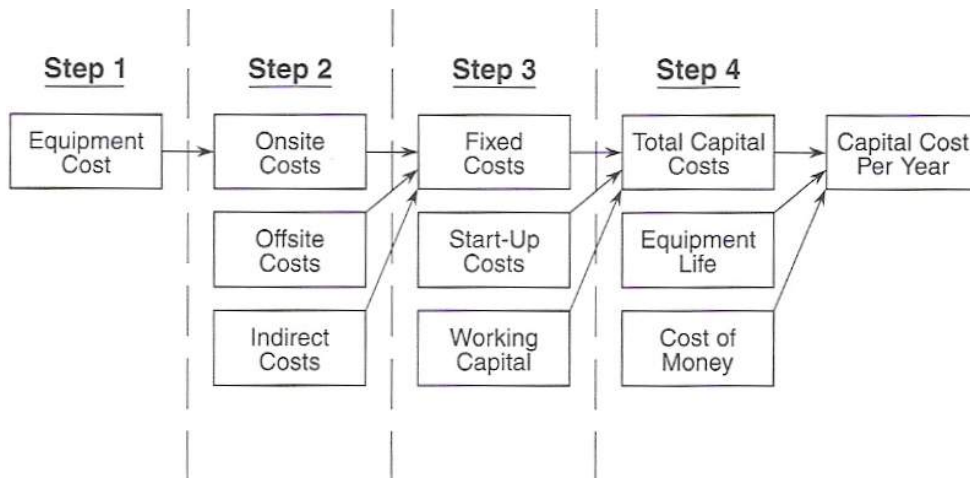 Step 1
Step 2
Step 3
Step 4
Equipment
Cost
Onsite
Costs
Fixed
Costs
Total Capital
Costs
Capital Cost
Per Year
Offsite
Costs
Start-Up
Costs
Equipment
Life
Indirect
Costs
Working
Capital
Cost of
Money